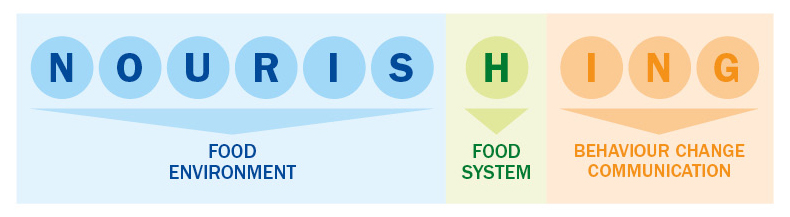 N O U R I S H I N G
FOOD
ENVIRONMENT
FOOD
SYSTEM
BEHAVIOUR CHANGE
COMMUNICATION